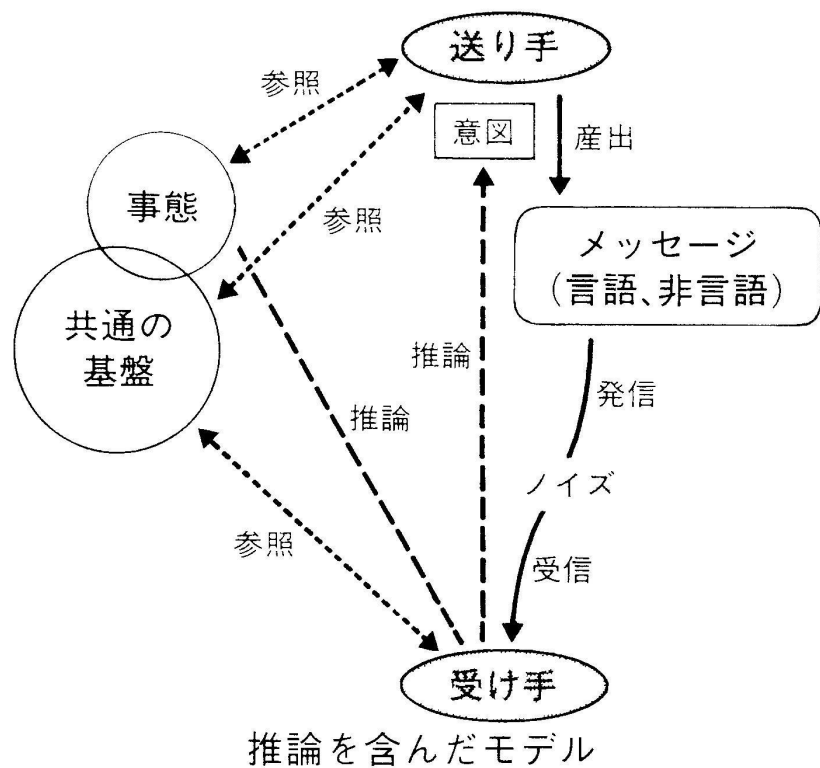 送り手
参照
意図
産出
事態
参照
メッセージ
(言語、非言語)
共通の
基盤
推論
発信
推論
ノイズ
参照
受信
受け手
推論を含んだモデル